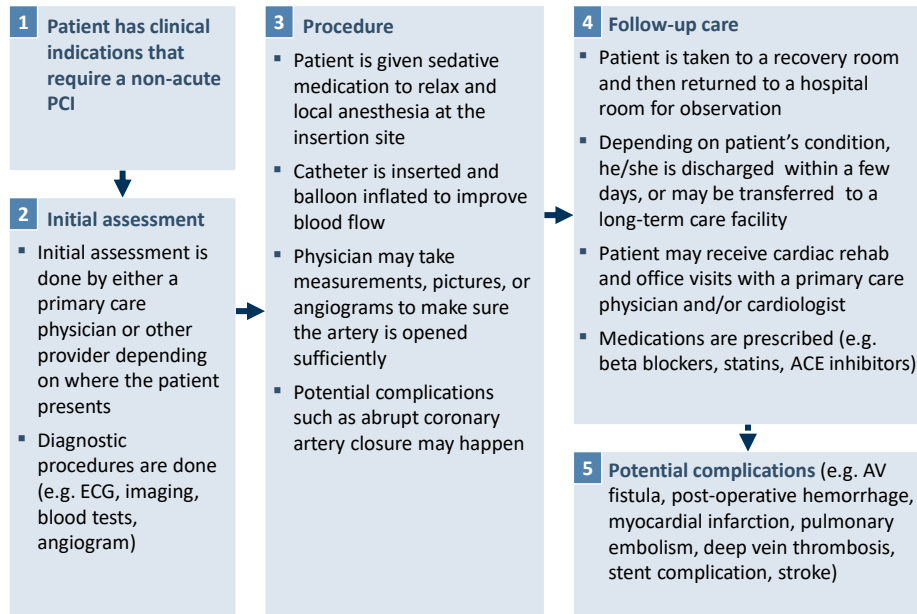 1 Patient has clinical indications that
require a non-acute
PCI
2 Initial assessment
▪ Initial assessment is
done by either a
primary care
physician or other
provider depending
on where the patient
presents
▪ Diagnostic
procedures are done
(e.g. ECG, imaging,
blood tests,
angiogram)
3 Procedure
▪ Patient is given sedative
medication to relax and
local anesthesia at the
insertion site
▪ Catheter is inserted and
balloon inflated to improve
blood flow
▪ Physician may take
measurements, pictures, or
angiograms to make sure
the artery is opened
sufficiently
▪ Potential complications
such as abrupt coronary
artery closure may happen
4 Follow-up care
▪ Patient is taken to a recovery room
and then returned to a hospital
room for observation
▪ Depending on patient’s condition,
he/she is discharged within a few
days, or may be transferred to a
long-term care facility
▪ Patient may receive cardiac rehab
and office visits with a primary care
physician and/or cardiologist
▪ Medications are prescribed (e.g.
beta blockers, statins, ACE inhibitors)
5 Potential complications (e.g. AV
fistula, post-operative hemorrhage,
myocardial infarction, pulmonary
embolism, deep vein thrombosis,
stent complication, stroke)